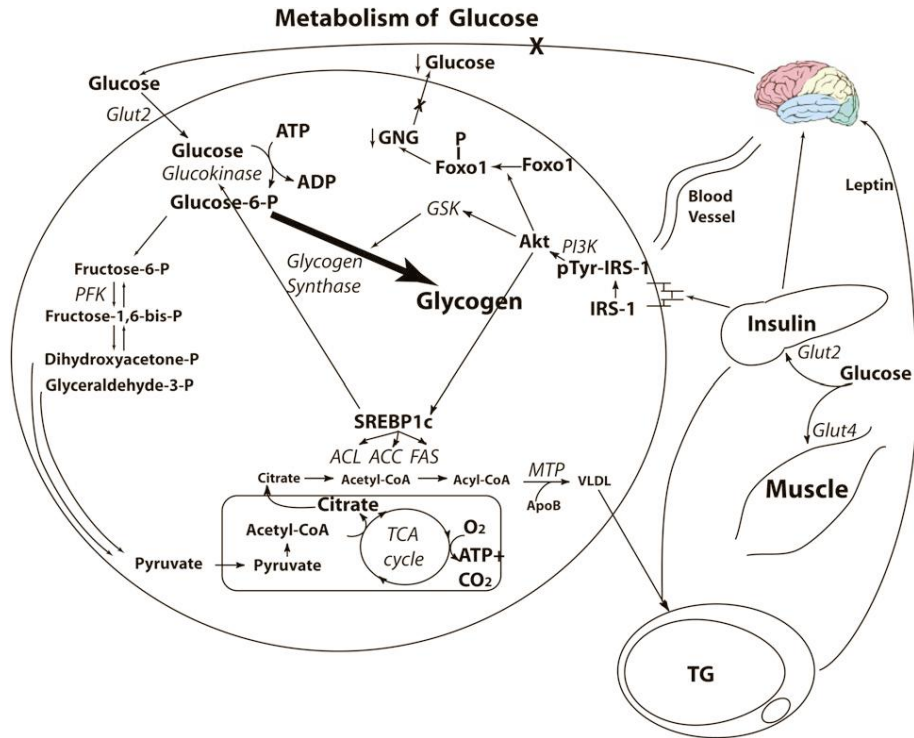 Metabolism of Glucose
X
↓Glucose
Glucose
Glut2
ATP
Glucose
Glucokinase
ADP
Glucose-6-P
x
↓GNG
P
Foxo1
Foxo1
GSK
Akt
PI3K
pTyr-IRS-1
IRS-1
Glycogen
Synthase
Glycogen
Fructose-6-P
PFK
Fructose-1,6-bis-P
Dihydroxyacetone-P
Glyceraldehyde-3-P
Blood
Vessel
Leptin
Insulin
Glut2
Glucose
Glut4
Muscle
SREBP1c
ACL ACC FAS
Citrate
Acetyl-CoA
Acyl-CoA
MTP
ApoB
VLDL
Citrate
Acetyl-CoA
TCA
cycle
O2
ATP+
CO2
Pyruvate
Pyruvate
TG